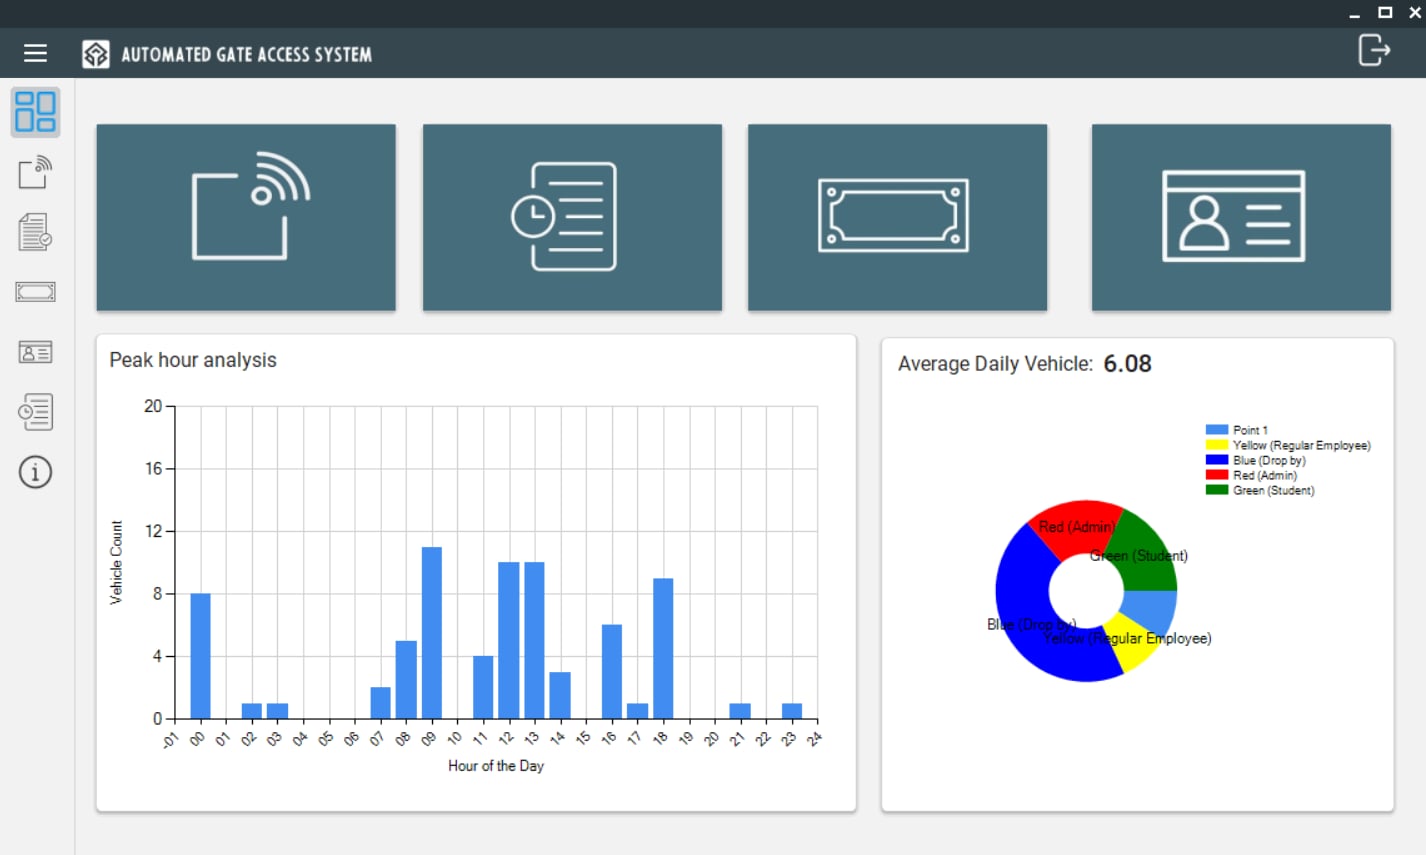 AUTOMATED GATE ACCESS SYSTEM
Peak hour analysis
20
16
12
8
4
0
Vehicle Count
-01 00 01 02 03 04 05 06 07 08 09 10 11 12 13 14 15 16 17 18 19 20 21 22 23 24
Hour of the Day
Average Daily Vehicle: 6.08
Point 1
Yellow (Regular Employee)
Blue (Drop by)
Red (Admin)
Green (Student)
Red (Admin)
Green (Student)
Blue (Drop by)
Yellow (Regular Employee)